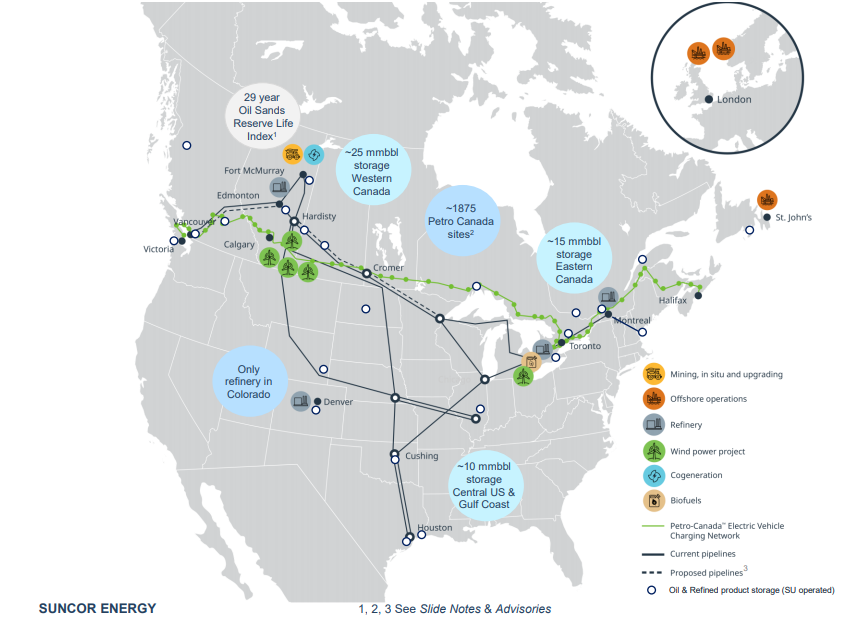 29 year
Oil Sands
Reserve Life
Index1
~25 mmbbl
storage
Western
Canada
~1875
Petro Canada
sites2
~15 mmbbl
storage
Eastern
Canada
Only
refinery in
Colorado
~10 mmbbl
storage
Central US &
Gulf Coast
London
Fort McMurray
Edmonton
Hardisty
Vancouver
Victoria
Calgary
Cromer
St. John's
Halifax
Montreal
Toronto
Denver
Cushing
Houston
Mining, in situ and upgrading
Offshore operations
Refinery
Wind power project
Cogeneration
Biofuels
Petro-Canada™ Electric Vehicle
Charging Network
Current pipelines
Proposed pipelines3
Oil & Refined product storage (SU operated)
SUNCOR ENERGY
1, 2, 3 See Slide Notes & Advisories